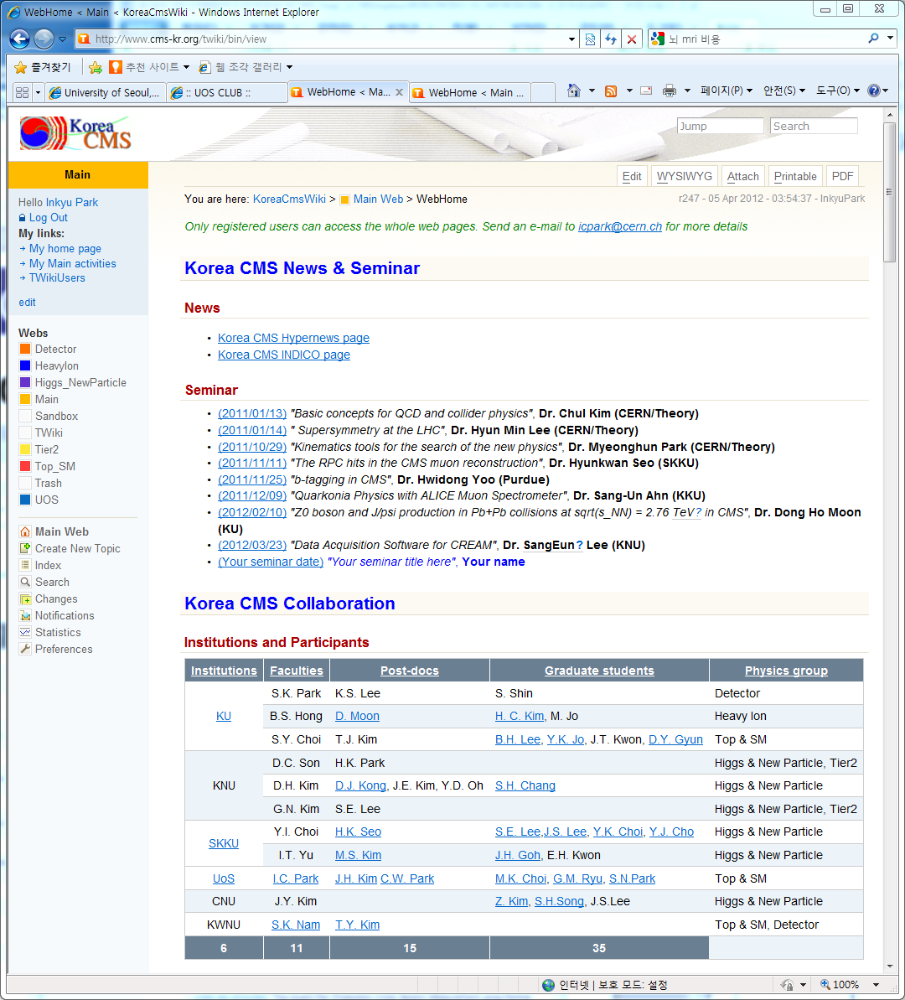 WebHome < Main < KoreaCmsWiki - Windows Internet Explorer
http://www.cms-kr.org/twiki/bin/view
뇌 mri 비용
즐겨찾기 추천 사이트 웹 조각 갤러리
University of Seoul,... :: UOS CLUB :: WebHome < Ma... WebHome < Main ... 페이지(P) 안전(S) 도구(O)
Korea CMS
Jump Search
Main
Edit WYSIWYG Attach Printable PDF
You are here: KoreaCmsWiki > Main Web > WebHome r247 - 05 Apr 2012 - 03:54:37 - InkyuPark
Hello Inkyu Park
Log Out
My links:
My home page
My Main activities
TWikiUsers
edit
Webs
Detector
HeavyIon
Higgs_NewParticle
Main
Sandbox
TWiki
Tier2
Top_SM
Trash
UOS
Main Web
Create New Topic
Index
Search
Changes
Notifications
Statistics
Preferences
Only registered users can access the whole web pages. Send an e-mail to icpark@cern.ch for more details
Korea CMS News & Seminar
News
• Korea CMS Hypernews page
• Korea CMS INDICO page
Seminar
• (2011/01/13) "Basic concepts for QCD and collider physics", Dr. Chul Kim (CERN/Theory)
• (2011/01/14) " Supersymmetry at the LHC", Dr. Hyun Min Lee (CERN/Theory)
• (2011/10/29) "Kinematics tools for the search of the new physics", Dr. Myeonghun Park (CERN/Theory)
• (2011/11/11) "The RPC hits in the CMS muon reconstruction", Dr. Hyunkwan Seo (SKKU)
• (2011/11/25) "b-tagging in CMS", Dr. Hwidong Yoo (Purdue)
• (2011/12/09) "Quarkonia Physics with ALICE Muon Spectrometer", Dr. Sang-Un Ahn (KKU)
• (2012/02/10) "Z0 boson and J/psi production in Pb+Pb collisions at sqrt(s_NN) = 2.76 TeV? in CMS", Dr. Dong Ho Moon
(KU)
• (2012/03/23) "Data Acquisition Software for CREAM", Dr. SangEun? Lee (KNU)
• (Your seminar date) "Your seminar title here", Your name
Korea CMS Collaboration
Institutions and Participants
Institutions Faculties Post-docs Graduate students Physics group
S.K. Park K.S. Lee S. Shin Detector
KU B.S. Hong D. Moon H. C. Kim, M. Jo Heavy Ion
S.Y. Choi T.J. Kim B.H. Lee, Y.K. Jo, J.T. Kwon, D.Y. Gyun Top & SM
D.C. Son H.K. Park Higgs & New Particle, Tier2
KNU D.H. Kim D.J. Kong, J.E. Kim, Y.D. Oh S.H. Chang Higgs & New Particle
G.N. Kim S.E. Lee Higgs & New Particle, Tier2
SKKU Y.I. Choi H.K. Seo S.E. Lee,J.S. Lee, Y.K. Choi, Y.J. Cho Higgs & New Particle
I.T. Yu M.S. Kim J.H. Goh, E.H. Kwon Higgs & New Particle
UoS I.C. Park J.H. Kim C.W. Park M.K. Choi, G.M. Ryu, S.N.Park Top & SM
CNU J.Y. Kim Z. Kim, S.H.Song, J.S.Lee Higgs & New Particle
KWNU S.K. Nam T.Y. Kim Top & SM, Detector
6 11 15 35
인터넷 | 보호 모드: 설정 100%